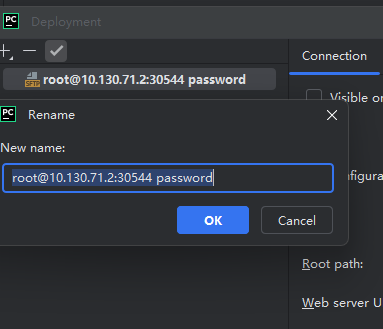 PC Deployment
Connection
SFTP root@10.130.71.2:30544 password
Visible
PC Rename
New name:
root@10.130.71.2:30544 password
OK Cancel
Root path:
Web server U